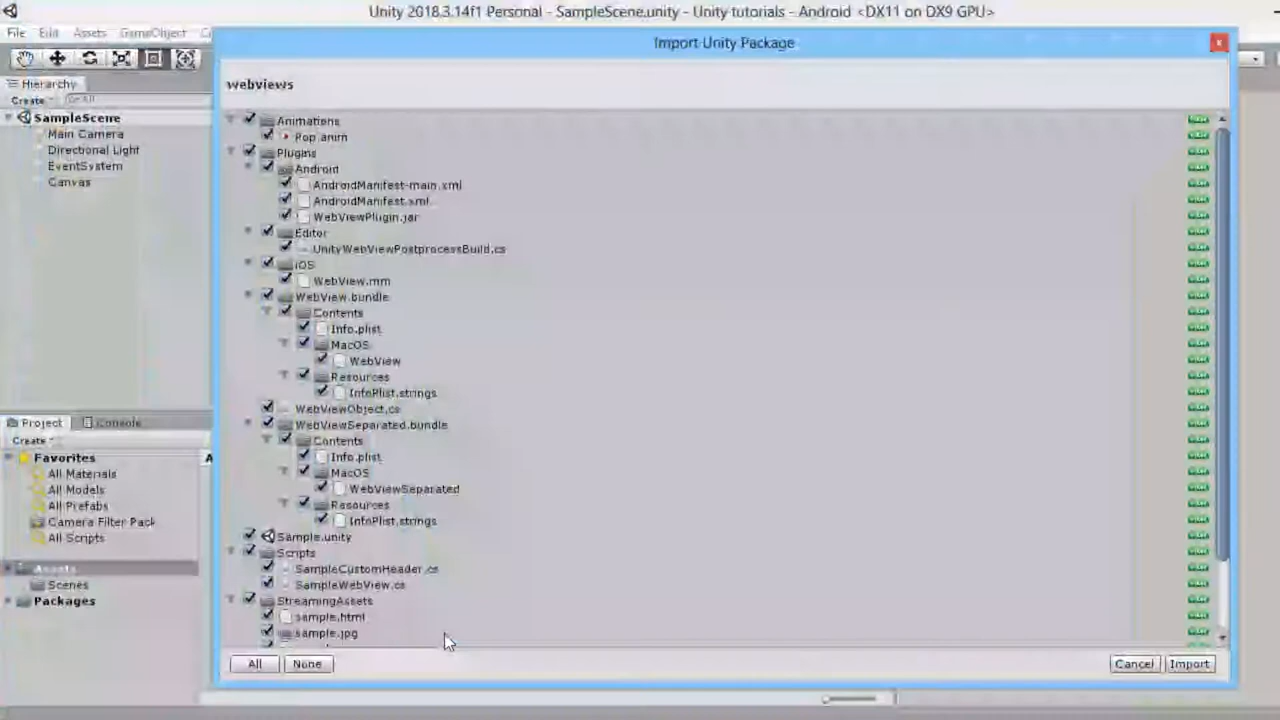 Unity 2018.3.14f1 Personal - SampleScene.unity - Unity tutorials - Android <DX11 on DX9 GPU>
File Edit Assets GameObject
Import Unity Package
Hierarchy
webviews
Create
All
SampleScene
Main Camera
Directional Light
EventSystem
Canvas
Animations
Pop.anim
Plugins
Android
AndroidManifest-main.xml
AndroidManifest.xml
WebViewPlugin.jar
Editor
UnityWebViewPostprocessBuild.cs
iOS
WebView.mm
WebView.bundle
Contents
Info.plist
MacOS
WebView
Resources
InfoPlist.strings
WebViewObject.cs
WebViewSeparated.bundle
Contents
Info.plist
MacOS
WebViewSeparated
Resources
InfoPlist.strings
Sample.unity
Scripts
SampleCustomHeader.cs
SampleWebView.cs
StreamingAssets
sample.html
sample.jpg
Project Console
Create
Favorites
All Materials
All Models
All Prefabs
Camera Filter Pack
All Scripts
Assets
Scenes
Packages
All None Cancel Import